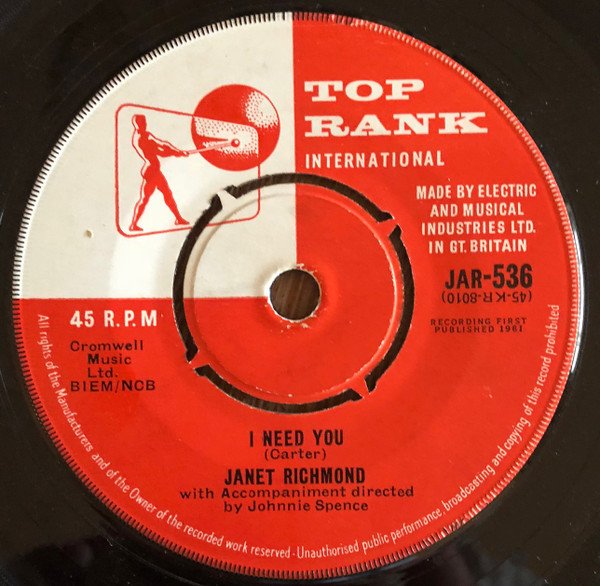 TOP
RANK
INTERNATIONAL
MADE BY ELECTRIC
AND MUSICAL
INDUSTRIES LTD.
IN GT. BRITAIN
JAR-536
(45-KR-8010)
RECORDING FIRST
PUBLISHED 1961
45 R.P.M
Cromwell
Music
Ltd.
BIEM/NCB
I NEED YOU
(Carter)
JANET RICHMOND
with Accompaniment directed
by Johnnie Spence
All rights of the Manufacturers and of the Owner of the recorded work reserved - Unauthorised public performance, broadcasting and copying of this record prohibited